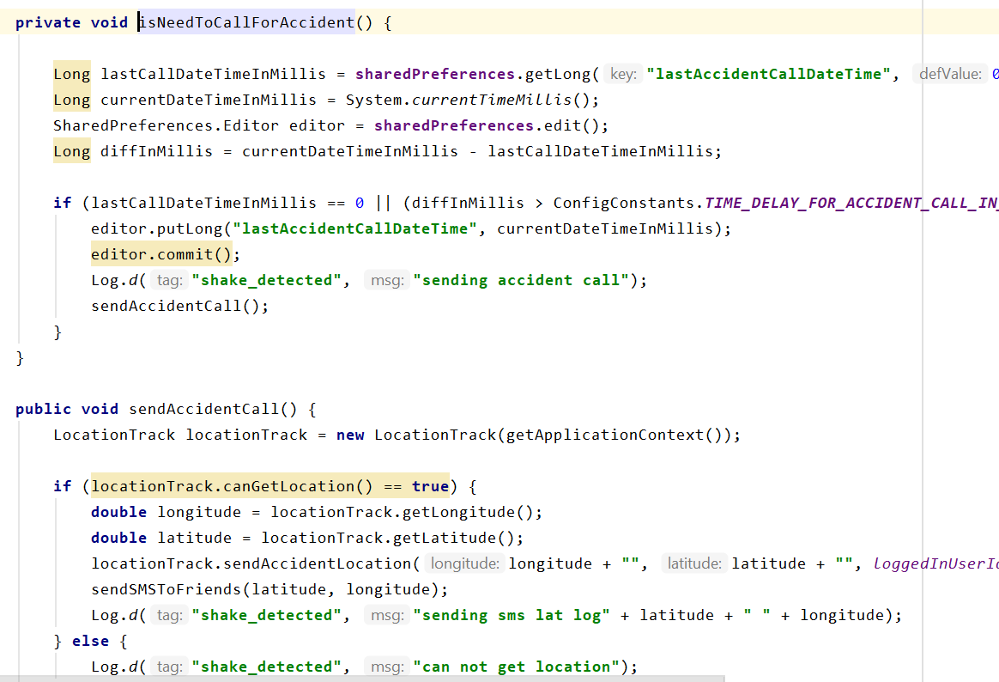 private void isNeedToCallForAccident() {
Long lastCallDateTimeInMillis = sharedPreferences.getLong( key: "lastAccidentCallDateTime", defValue: 0
Long currentDateTimeInMillis = System.currentTimeMillis();
SharedPreferences.Editor editor = sharedPreferences.edit();
Long diffInMillis = currentDateTimeInMillis - lastCallDateTimeInMillis;
if (lastCallDateTimeInMillis == 0 || (diffInMillis > ConfigConstants.TIME_DELAY_FOR_ACCIDENT_CALL_IN_
editor.putLong("lastAccidentCallDateTime", currentDateTimeInMillis);
editor.commit();
Log.d( tag: "shake_detected", msg: "sending accident call");
sendAccidentCall();
}
}
public void sendAccidentCall() {
LocationTrack locationTrack = new LocationTrack(getApplicationContext());
if (locationTrack.canGetLocation() == true) {
double longitude = locationTrack.getLongitude();
double latitude = locationTrack.getLatitude();
locationTrack.sendAccidentLocation( longitude: longitude + "", latitude: latitude + "", loggedInUserId
sendSMSToFriends(latitude, longitude);
Log.d( tag: "shake_detected", msg: "sending sms lat log" + latitude + " " + longitude);
} else {
Log.d( tag: "shake_detected", msg: "can not get location");